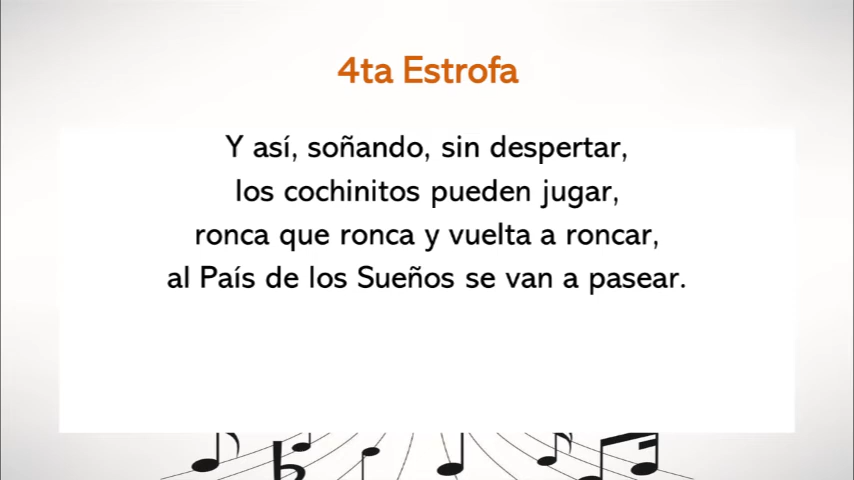 4ta Estrofa
Y así, soñando, sin despertar,
los cochinitos pueden jugar,
ronca que ronca y vuelta a roncar,
al País de los Sueños se van a pasear.